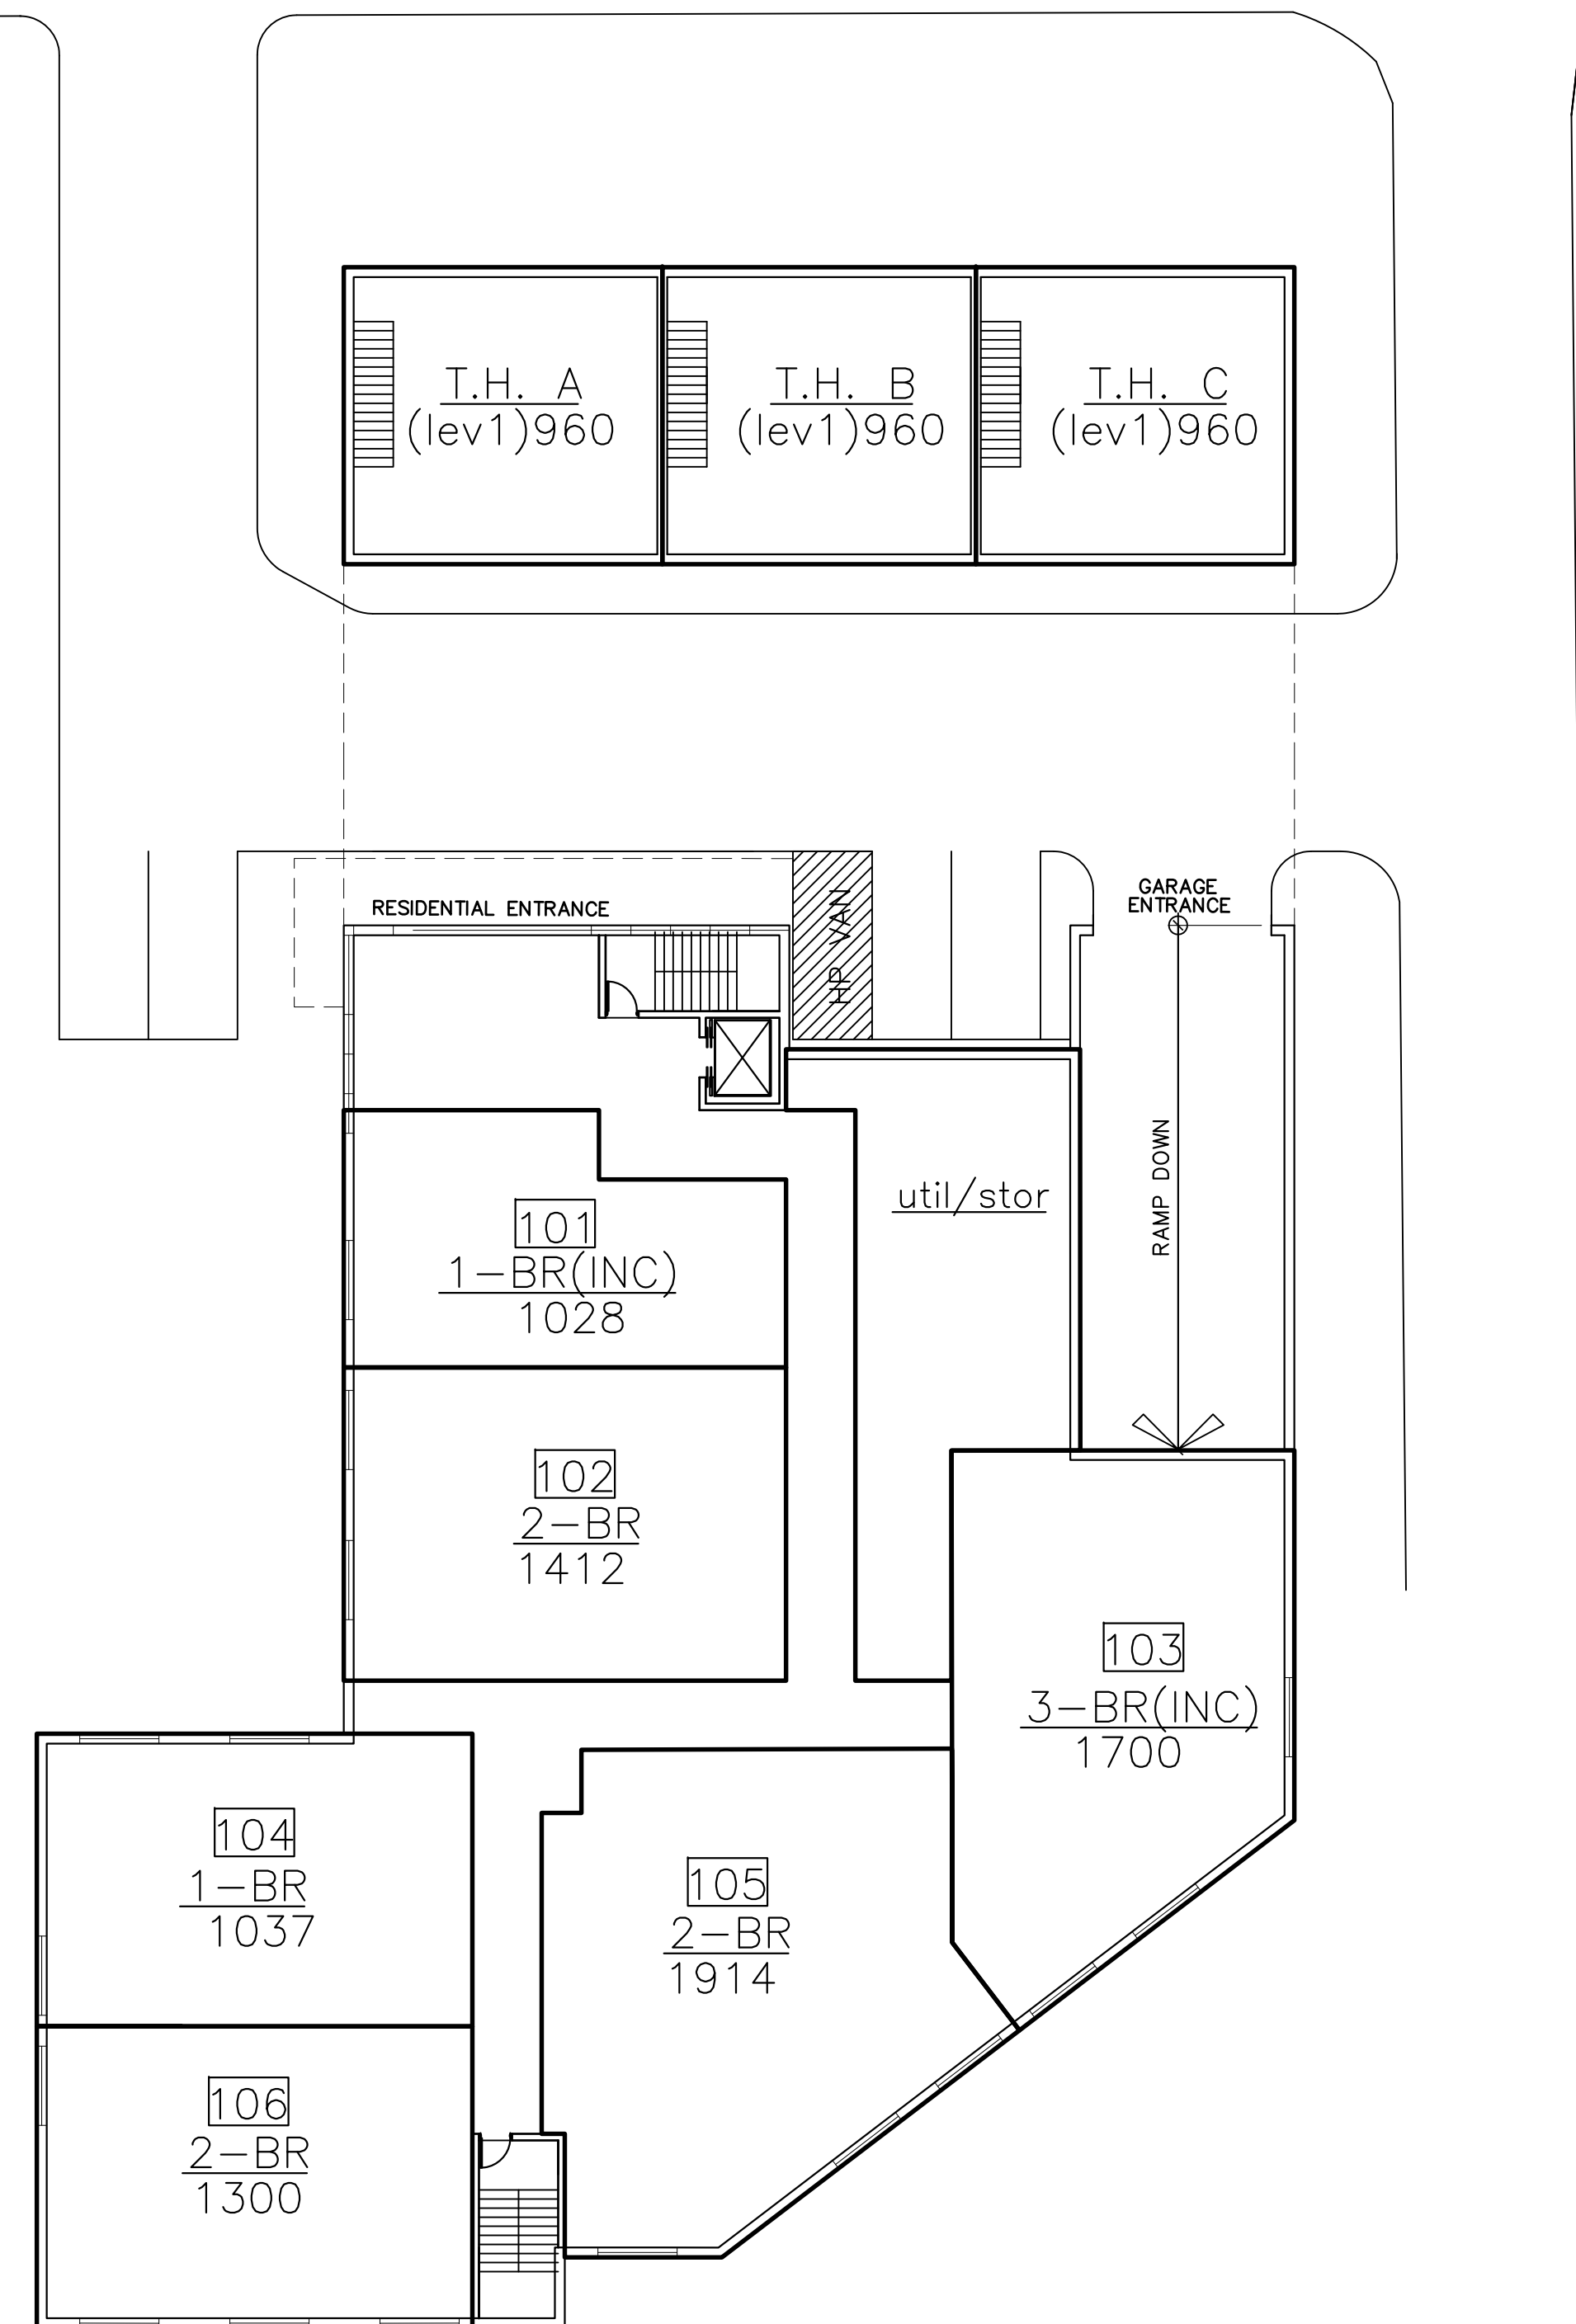 T.H. A
(lev1)960
T.H. B
(lev1)960
T.H. C
(lev1)960
RESIDENTIAL ENTRANCE
HP VAN
GARAGE
ENTRANCE
RAMP DOWN
util/stor
101
1-BR(INC)
1028
102
2-BR
1412
103
3-BR(INC)
1700
104
1-BR
1037
105
2-BR
1914
106
2-BR
1300